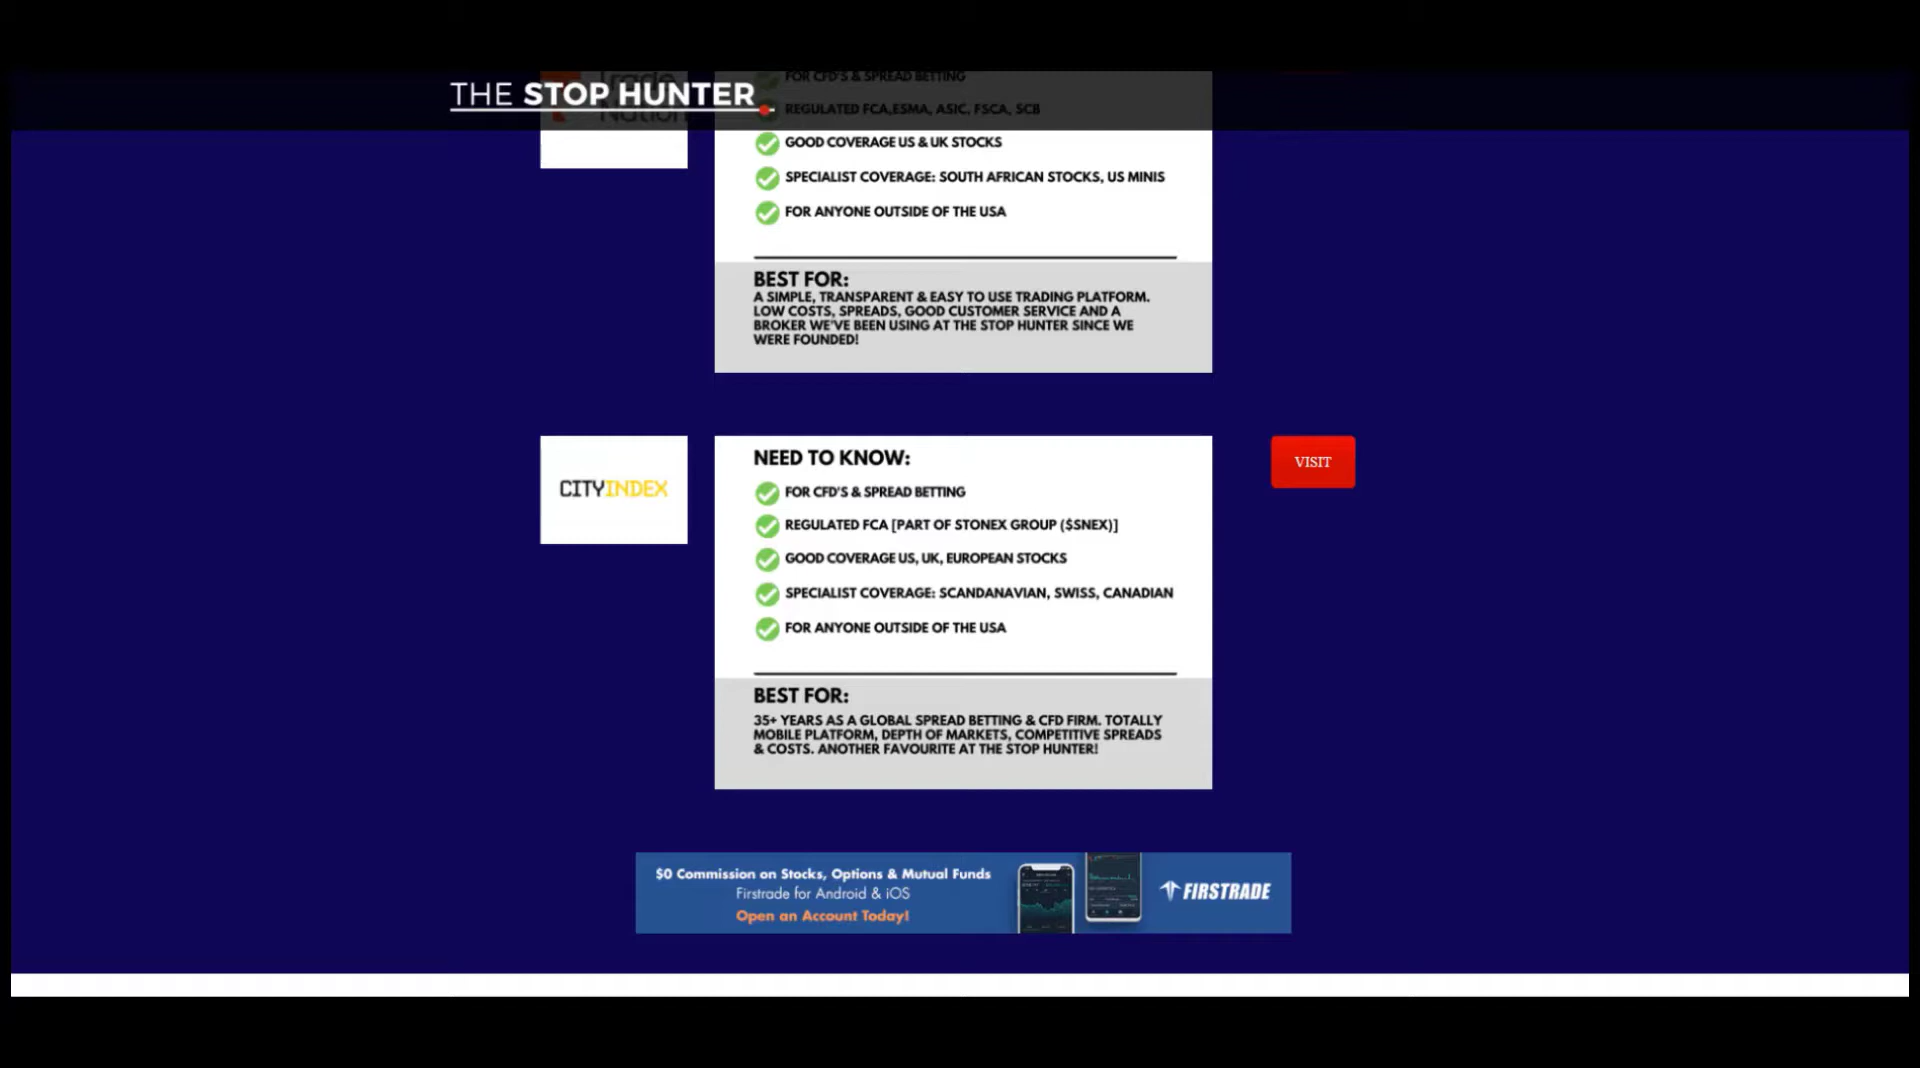 THE STOP HUNTER
Trade
Nation
FOR CFD'S & SPREAD BETTING
REGULATED FCA,ESMA, ASIC, FSCA, SCB
GOOD COVERAGE US & UK STOCKS
SPECIALIST COVERAGE: SOUTH AFRICAN STOCKS, US MINIS
FOR ANYONE OUTSIDE OF THE USA
BEST FOR:
A SIMPLE, TRANSPARENT & EASY TO USE TRADING PLATFORM.
LOW COSTS, SPREADS, GOOD CUSTOMER SERVICE AND A
BROKER WE'VE BEEN USING AT THE STOP HUNTER SINCE WE
WERE FOUNDED!
CITYINDEX
NEED TO KNOW:
FOR CFD'S & SPREAD BETTING
REGULATED FCA [PART OF STONEX GROUP ($SNEX)]
GOOD COVERAGE US, UK, EUROPEAN STOCKS
SPECIALIST COVERAGE: SCANDANAVIAN, SWISS, CANADIAN
FOR ANYONE OUTSIDE OF THE USA
BEST FOR:
35+ YEARS AS A GLOBAL SPREAD BETTING & CFD FIRM. TOTALLY
MOBILE PLATFORM, DEPTH OF MARKETS, COMPETITIVE SPREADS
& COSTS. ANOTHER FAVOURITE AT THE STOP HUNTER!
VISIT
$0 Commission on Stocks, Options & Mutual Funds
Firstrade for Android & iOS
Open an Account Today!
FIRSTRADE